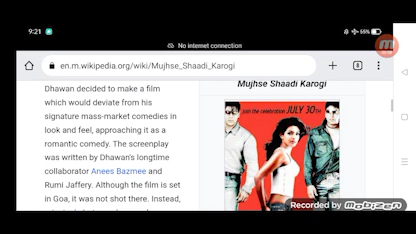 9:21
55%
No internet connection
en.m.wikipedia.org/wiki/Mujhse_Shaadi_Karogi
8
Dhawan decided to make a film
which would deviate from his
signature mass-market comedies in
look and feel, approaching it as a
romantic comedy. The screenplay
was written by Dhawan's longtime
collaborator Anees Bazmee and
Rumi Jaffery. Although the film is set
in Goa, it was not shot there. Instead,
Mujhse Shaadi Karogi
join the celebration JULY 30TH
Recorded by
mobizen